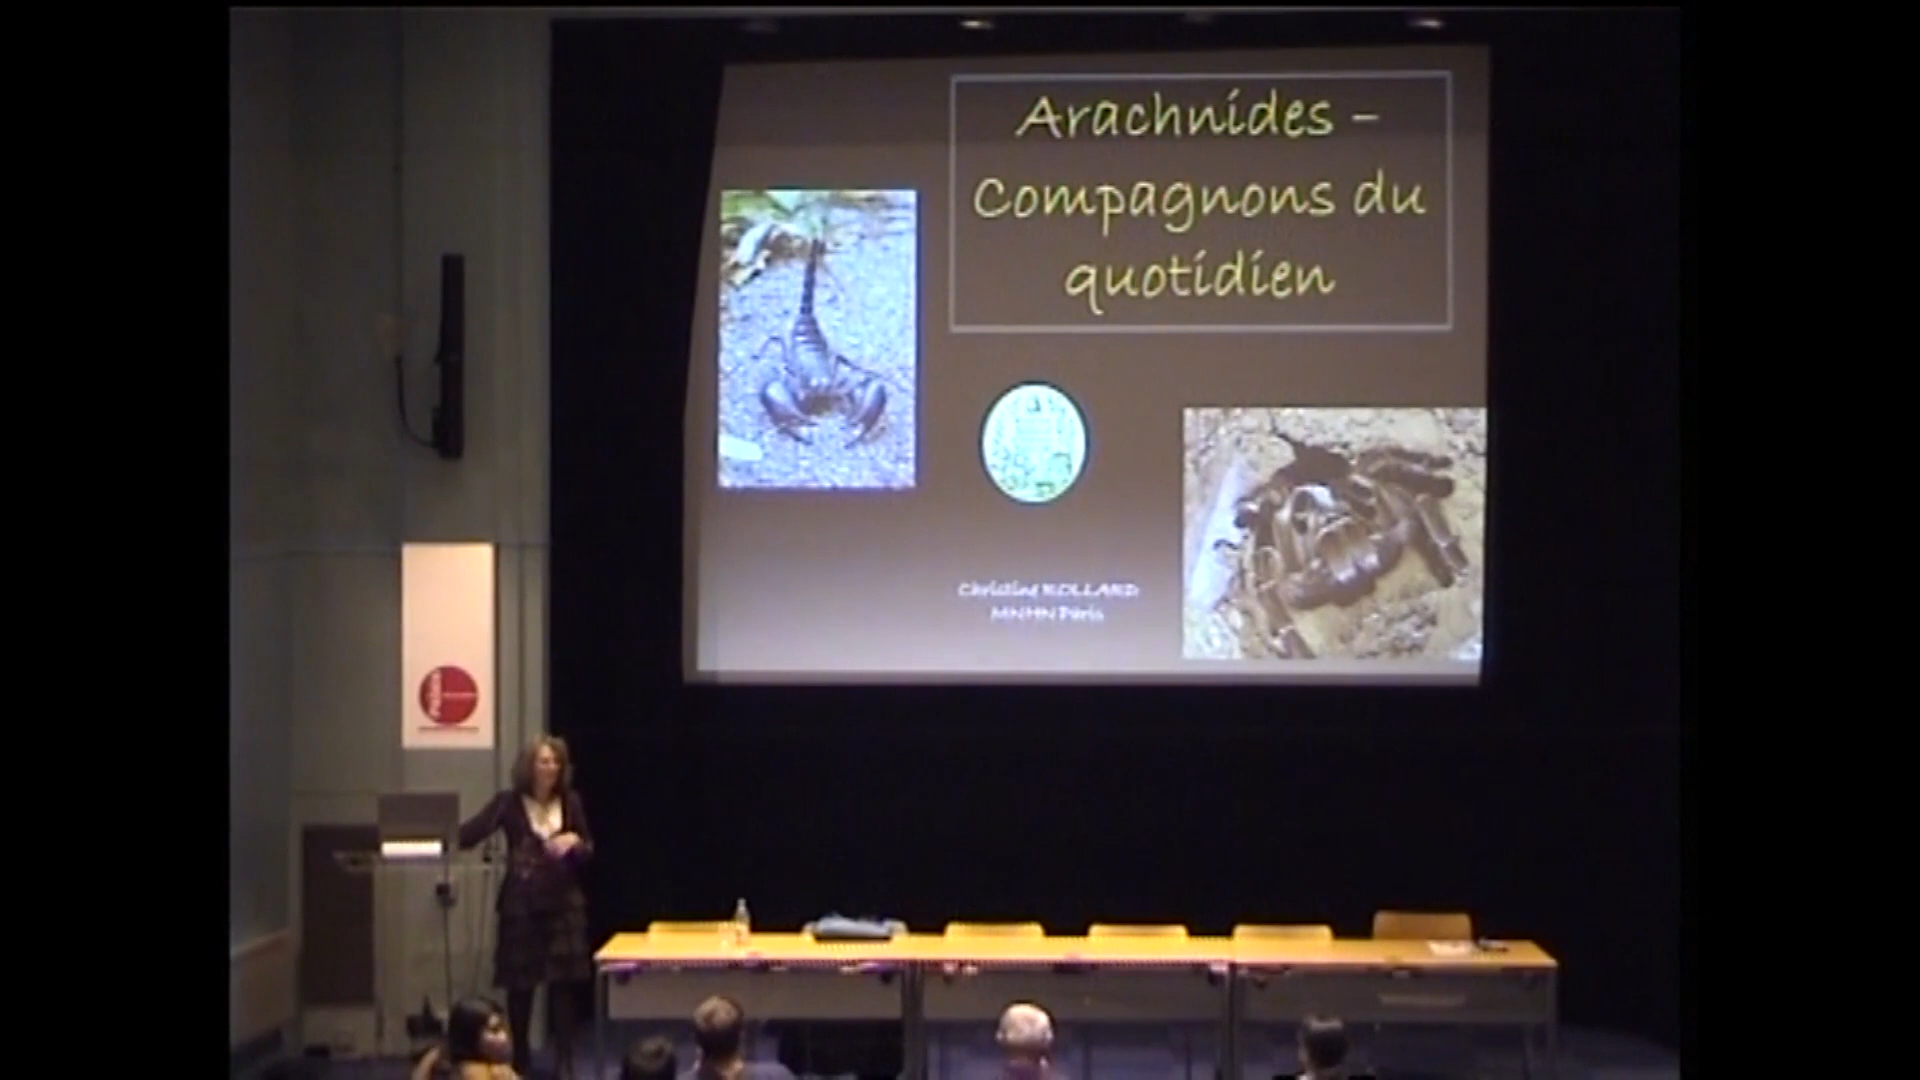 Arachnides –
Compagnons du
quotidien
Christine ROLLARD
MNHN Paris